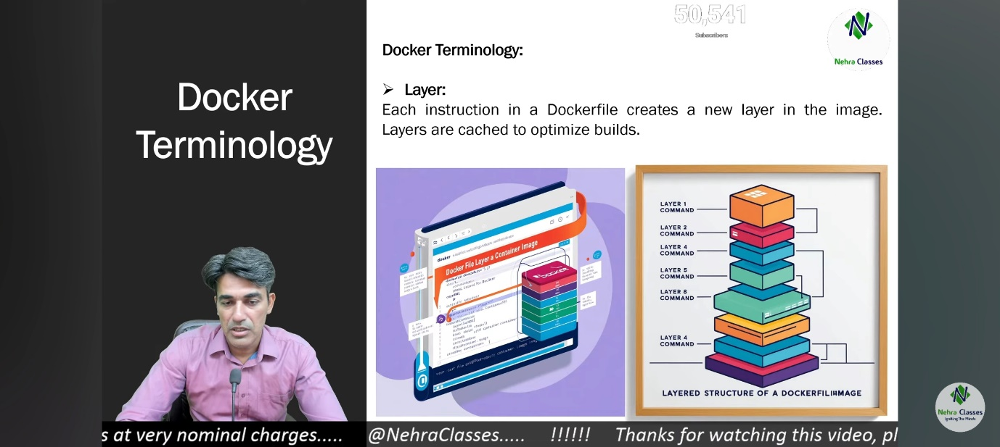 Docker
Terminology
50,541
Subscribers
Nehra Classes
Docker Terminology:
➢ Layer:
Each instruction in a Dockerfile creates a new layer in the image.
Layers are cached to optimize builds.
docker
Docker File Layer a Container Image
DOCKER
LAYER 1
COMMAND
LAYER 2
COMMAND
LAYER 4
COMMAND
LAYER 5
COMMAND
LAYER 8
COMMAND
LAYER 4
COMMAND
LAYERED STRUCTURE OF A
Nehra Classes
Igniting The Minds
s at very nominal charges..... @NehraClasses..... !!!!!! Thanks for watching this video, pl